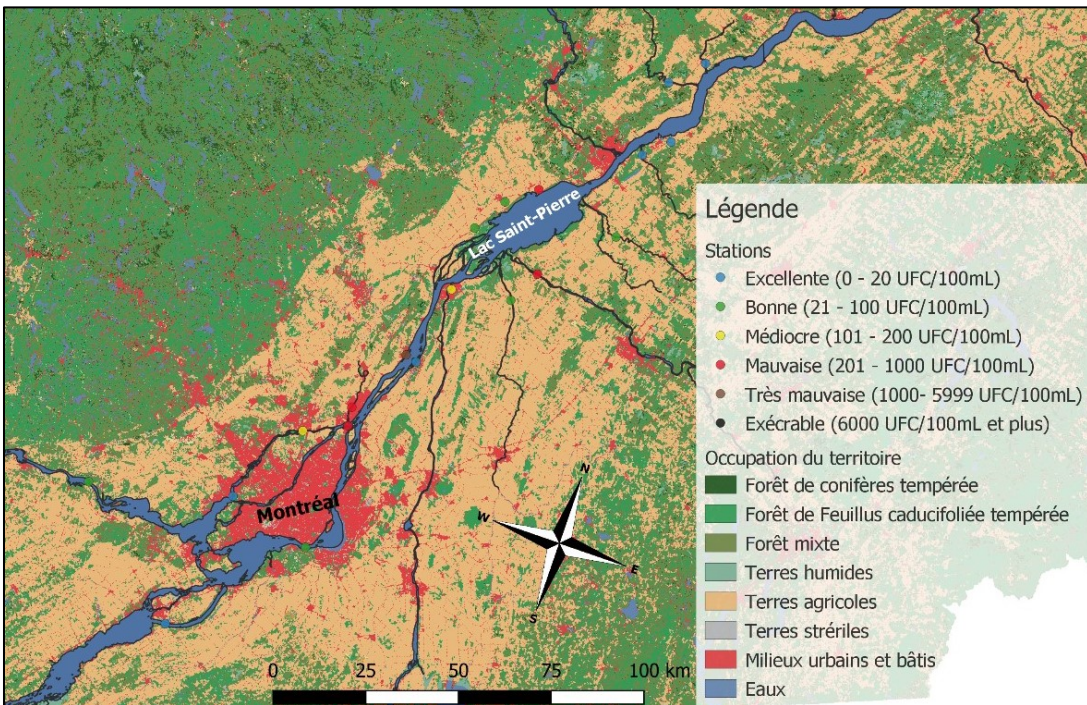 Lac Saint-Pierre
Montréal
N
W
E
S
0 25 50 75 100 km
Légende
Stations
Excellente (0 - 20 UFC/100mL)
Bonne (21 - 100 UFC/100mL)
Médiocre (101 - 200 UFC/100mL)
Mauvaise (201 - 1000 UFC/100mL)
Très mauvaise (1000- 5999 UFC/100mL)
Exécrable (6000 UFC/100mL et plus)
Occupation du territoire
Forêt de conifères tempérée
Forêt de Feuillus caducifoliée tempérée
Forêt mixte
Terres humides
Terres agricoles
Terres strériles
Milieux urbains et bâtis
Eaux